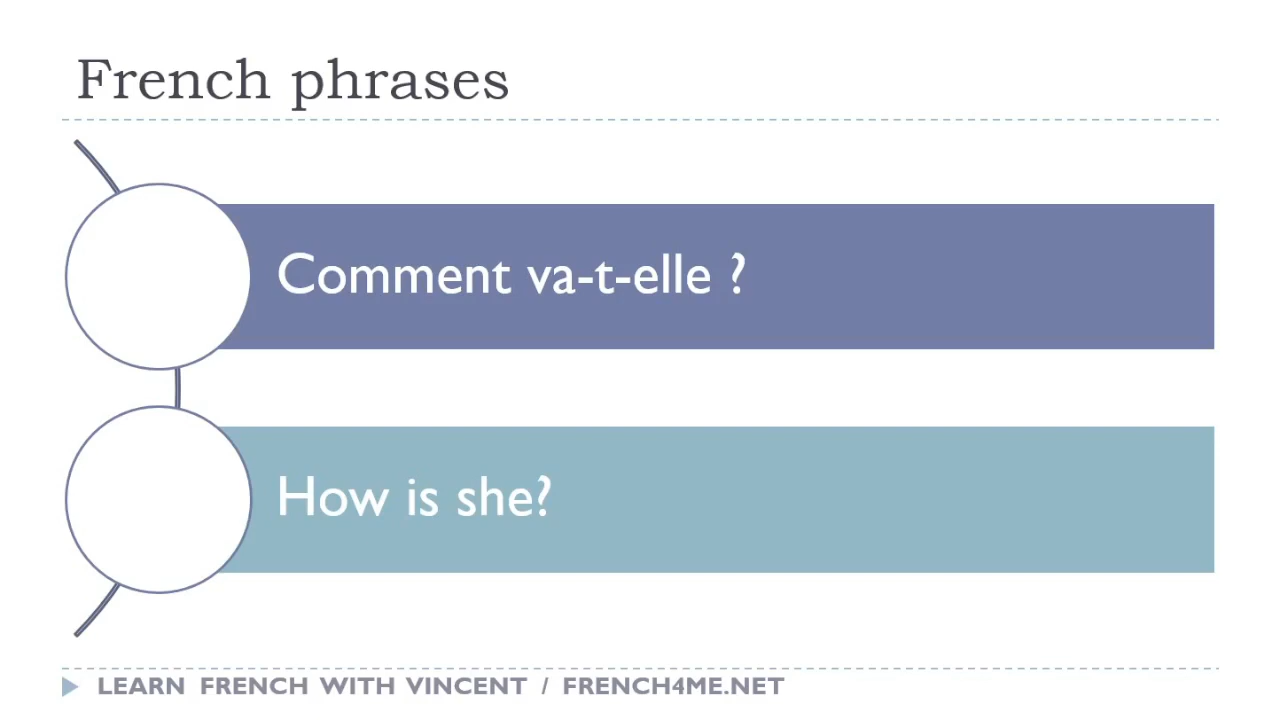 French phrases
Comment va-t-elle ?
How is she?
LEARN FRENCH WITH VINCENT / FRENCH4ME.NET